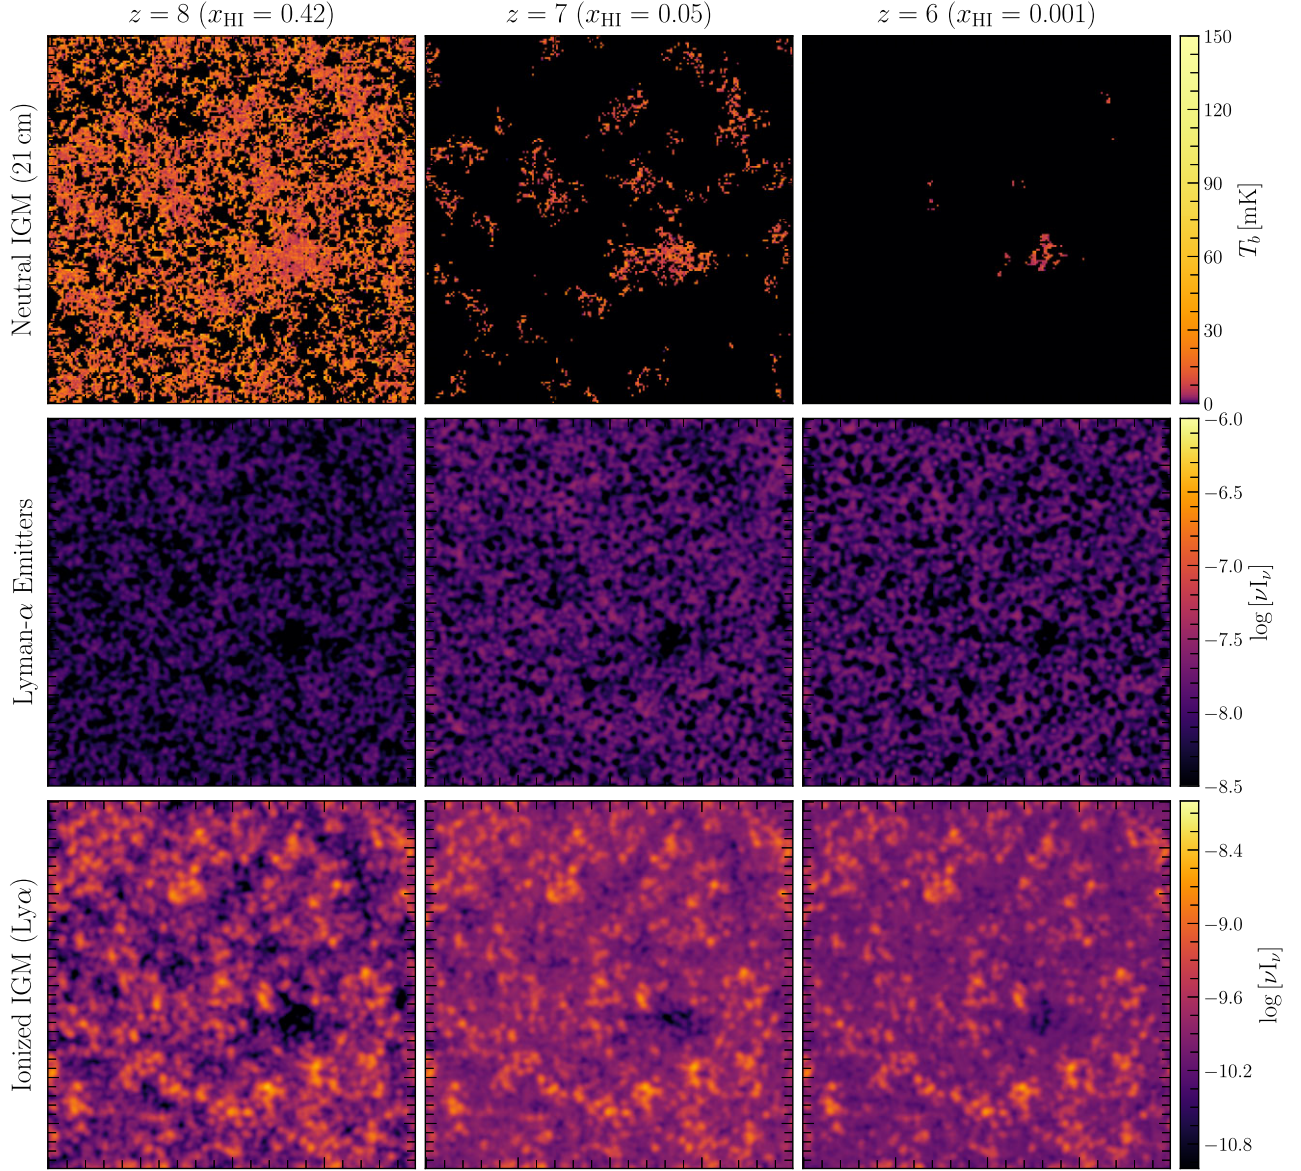 z = 8 (x_HI = 0.42)
z = 7 (x_HI = 0.05)
z = 6 (x_HI = 0.001)
Neutral IGM (21 cm)
150
120
90
60
30
0
T_b [mK]
Lyman-α Emitters
−6.0
−6.5
−7.0
−7.5
−8.0
−8.5
log [νI_ν]
Ionized IGM (Lyα)
−8.4
−9.0
−9.6
−10.2
−10.8
log [νI_ν]